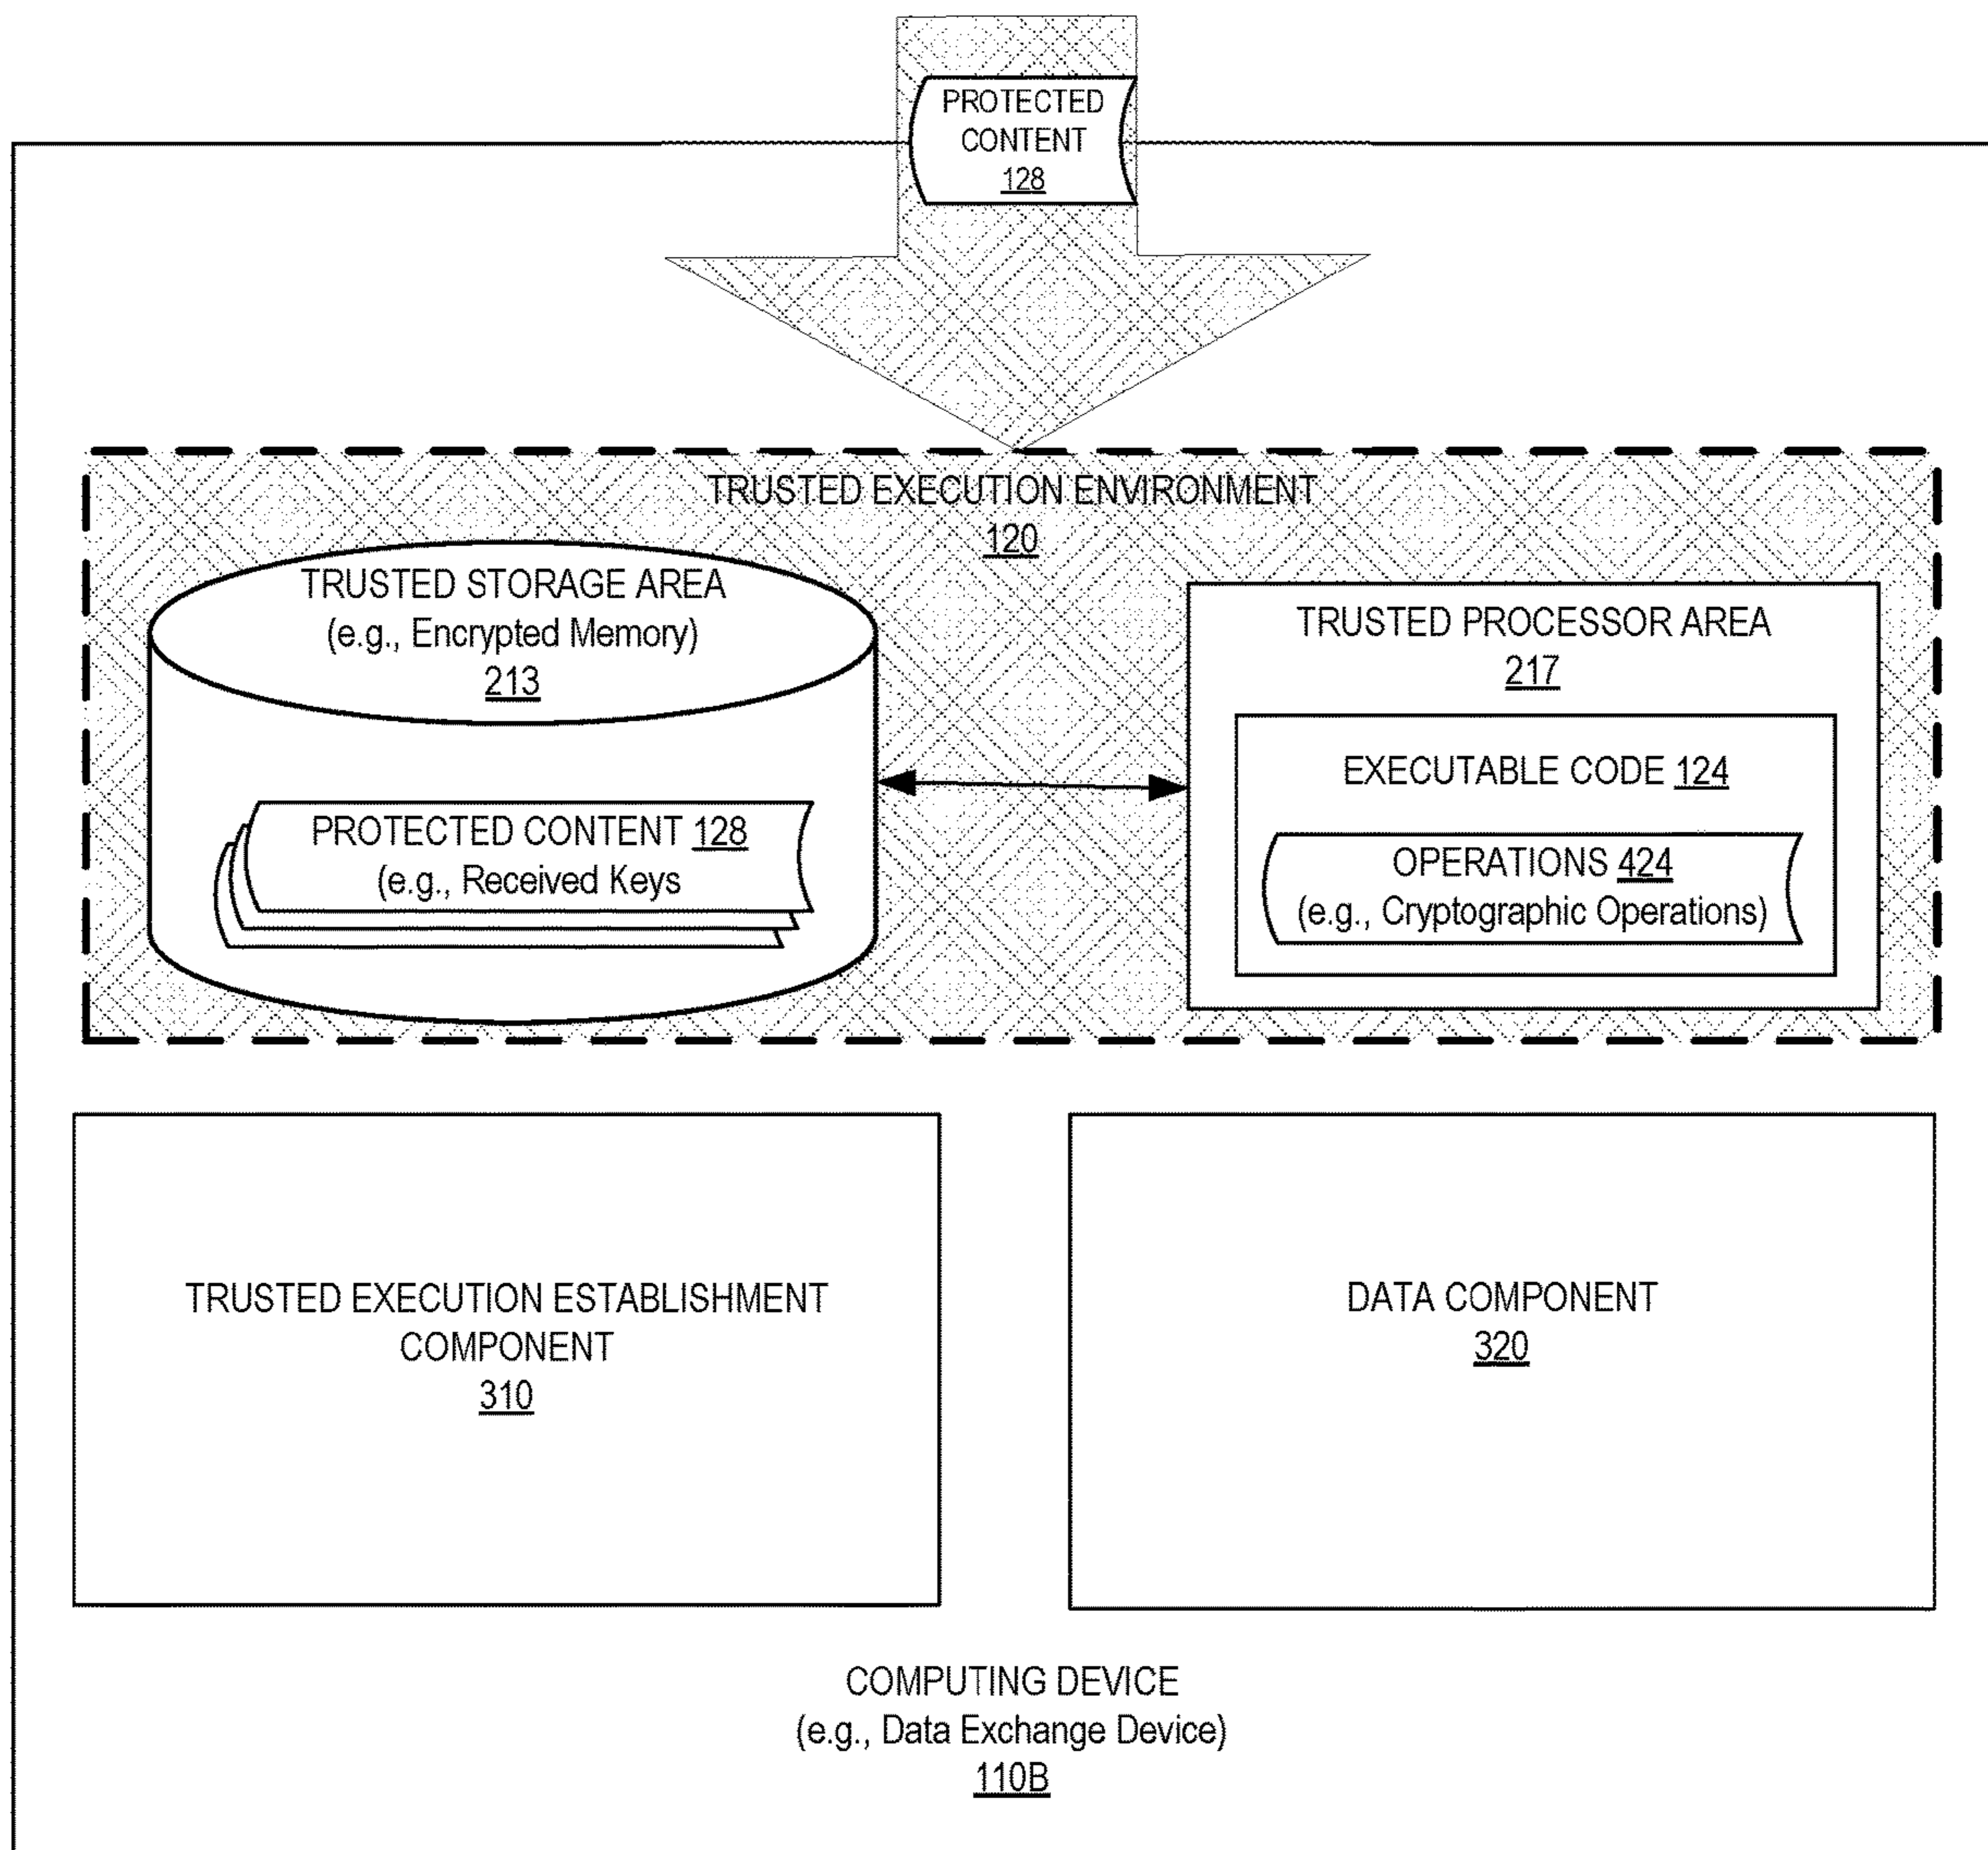 PROTECTED
CONTENT
128
TRUSTED EXECUTION ENVIRONMENT
120
TRUSTED STORAGE AREA
(e.g., Encrypted Memory)
213
PROTECTED CONTENT 128
(e.g., Received Keys
TRUSTED PROCESSOR AREA
217
EXECUTABLE CODE 124
OPERATIONS 424
(e.g., Cryptographic Operations)
TRUSTED EXECUTION ESTABLISHMENT
COMPONENT
310
DATA COMPONENT
320
COMPUTING DEVICE
(e.g., Data Exchange Device)
110B